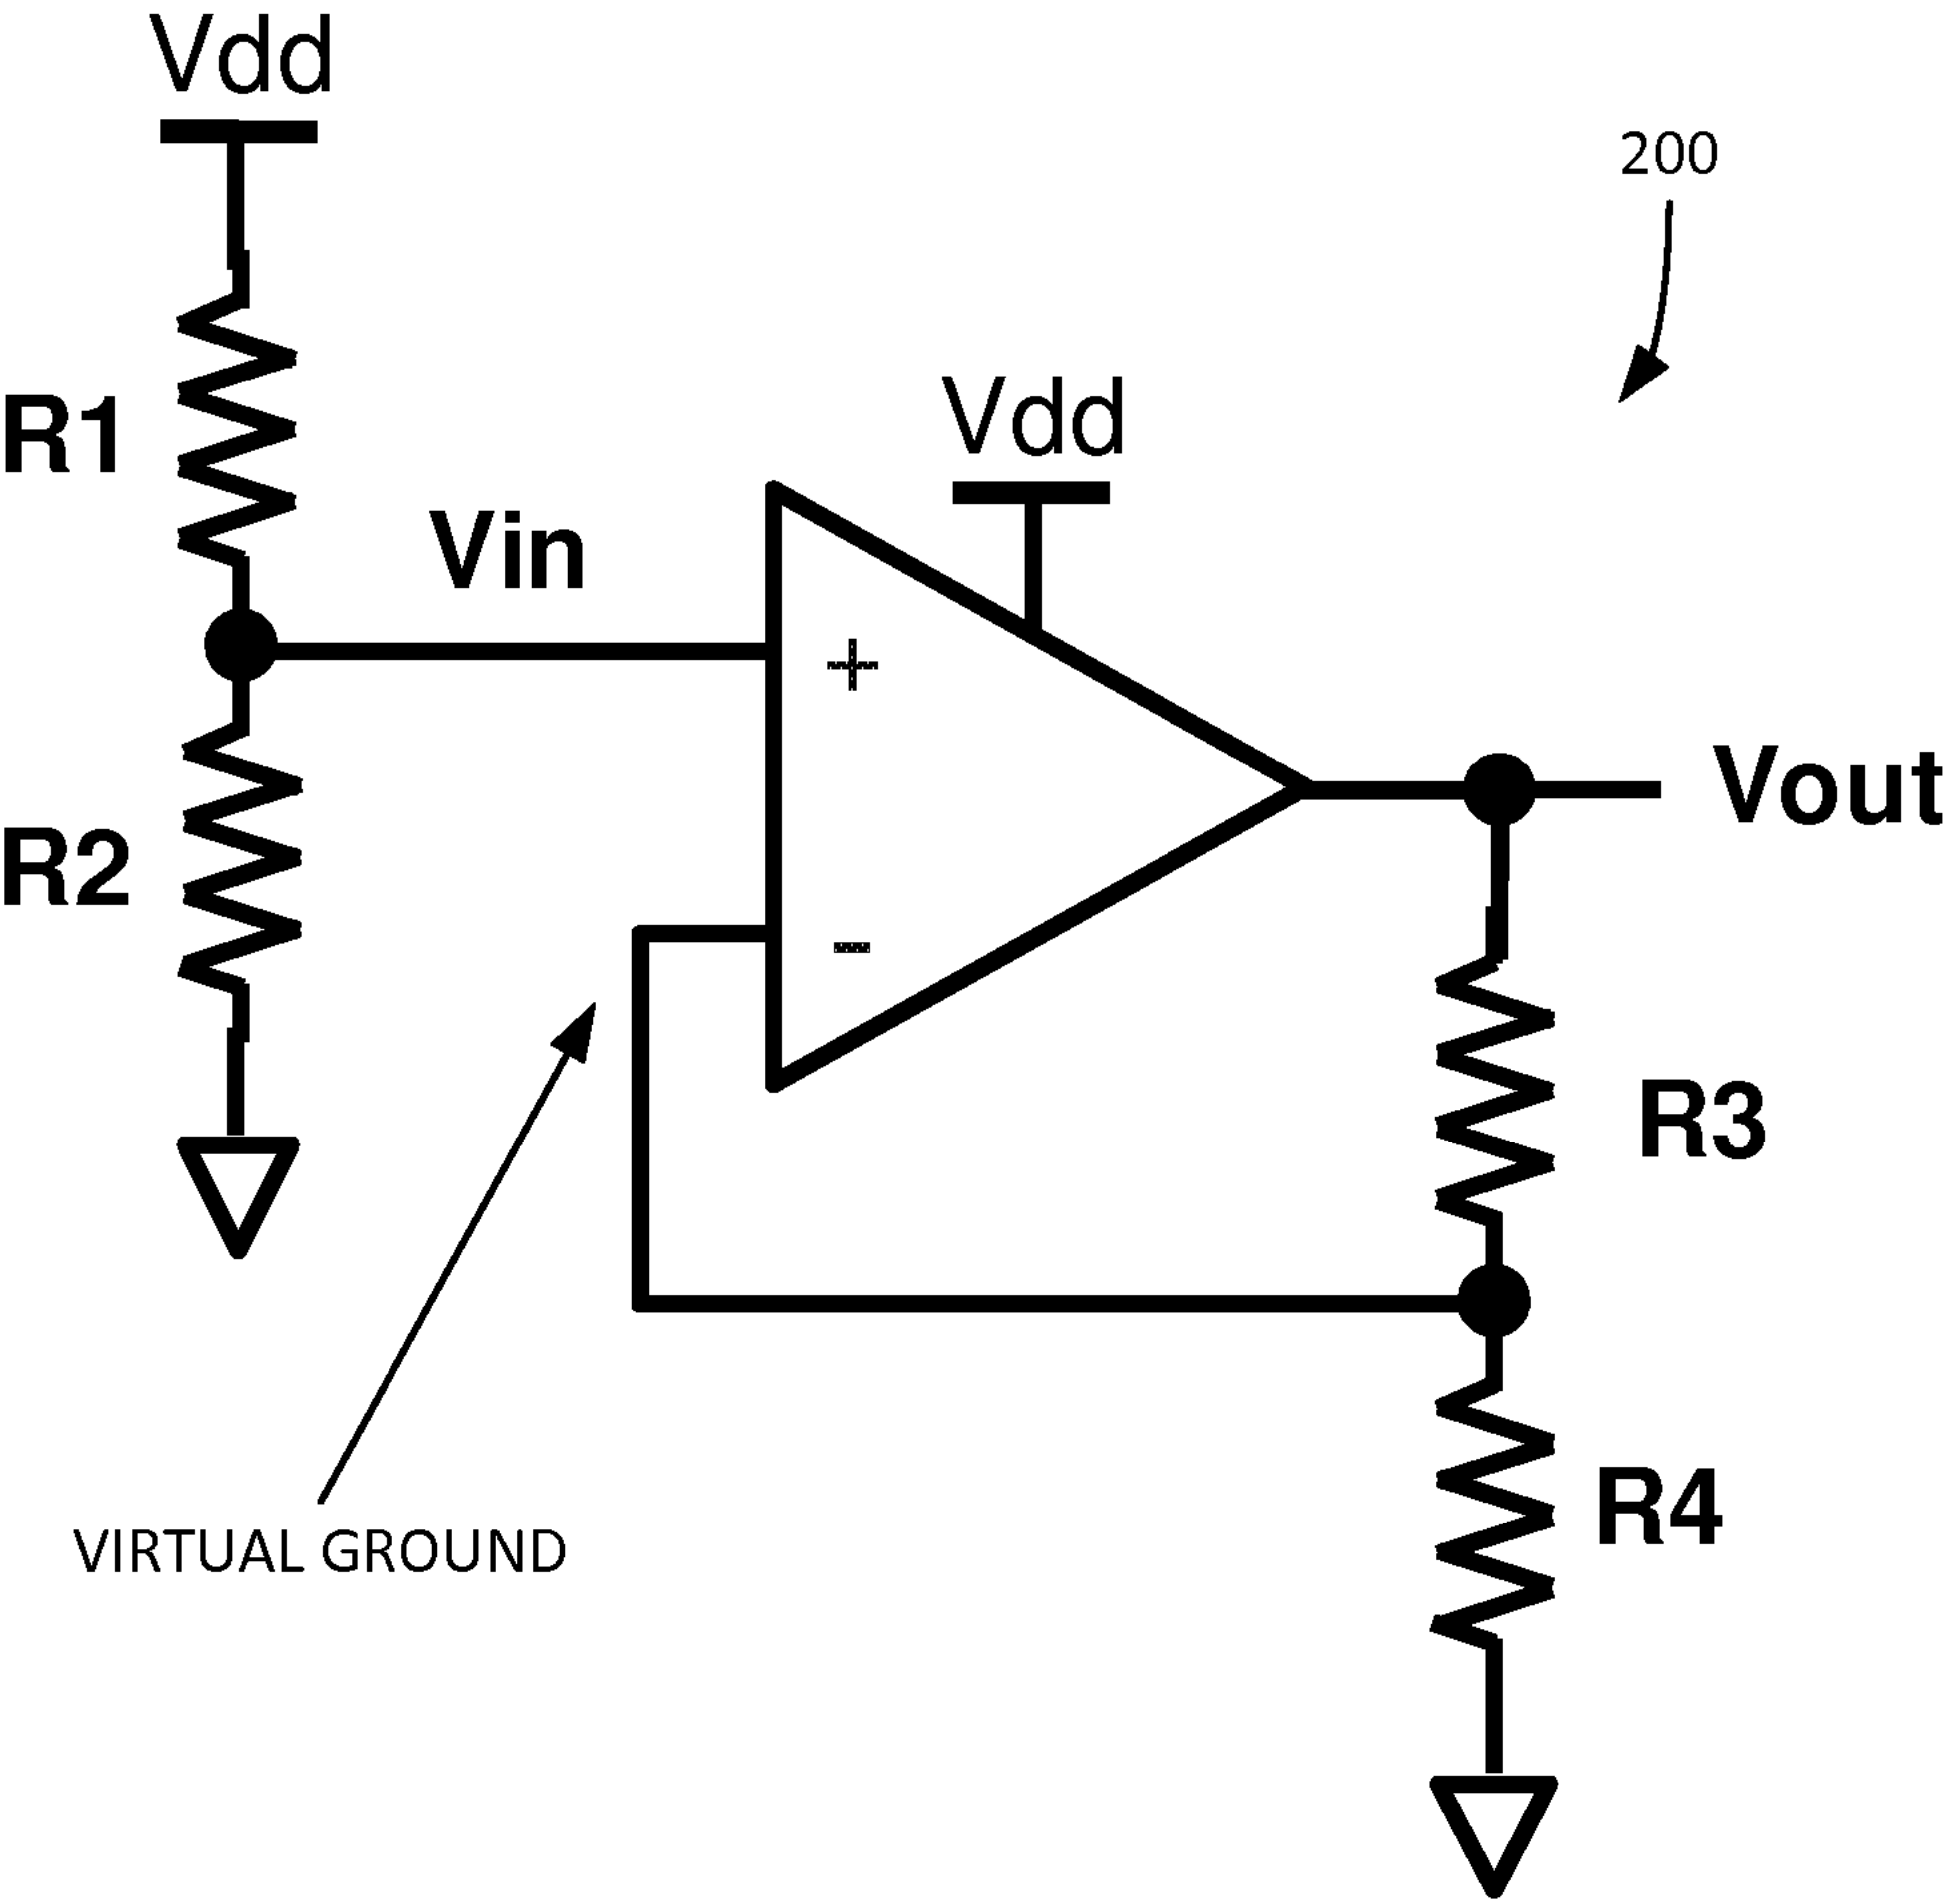 Vdd
200
R1
Vdd
Vin
+
Vout
R2
-
R3
R4
VIRTUAL GROUND